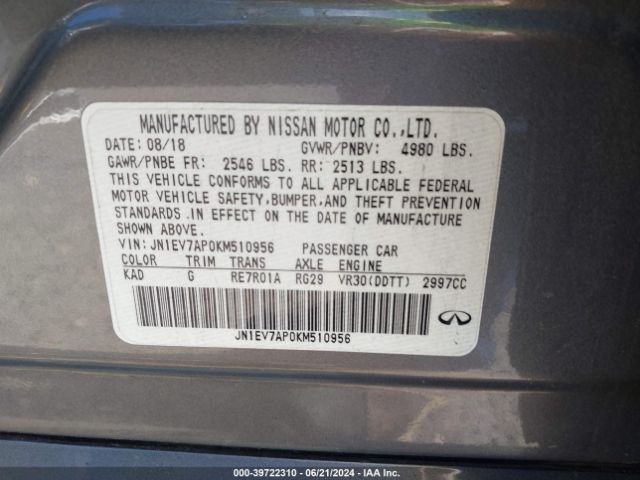 MANUFACTURED BY NISSAN MOTOR CO.,LTD.
DATE: 08/18 GVWR/PNBV: 4980 LBS.
GAWR/PNBE FR: 2546 LBS. RR: 2513 LBS.
THIS VEHICLE CONFORMS TO ALL APPLICABLE FEDERAL
MOTOR VEHICLE SAFETY,BUMPER,AND THEFT PREVENTION
STANDARDS IN EFFECT ON THE DATE OF MANUFACTURE
SHOWN ABOVE.
VIN: JN1EV7AP0KM510956 PASSENGER CAR
COLOR TRIM TRANS AXLE ENGINE
KAD G RE7R01A RG29 VR30(DDTT) 2997CC
JN1EV7AP0KM510956
INFINITI
000-39722310 - 06/21/2024 - IAA Inc.